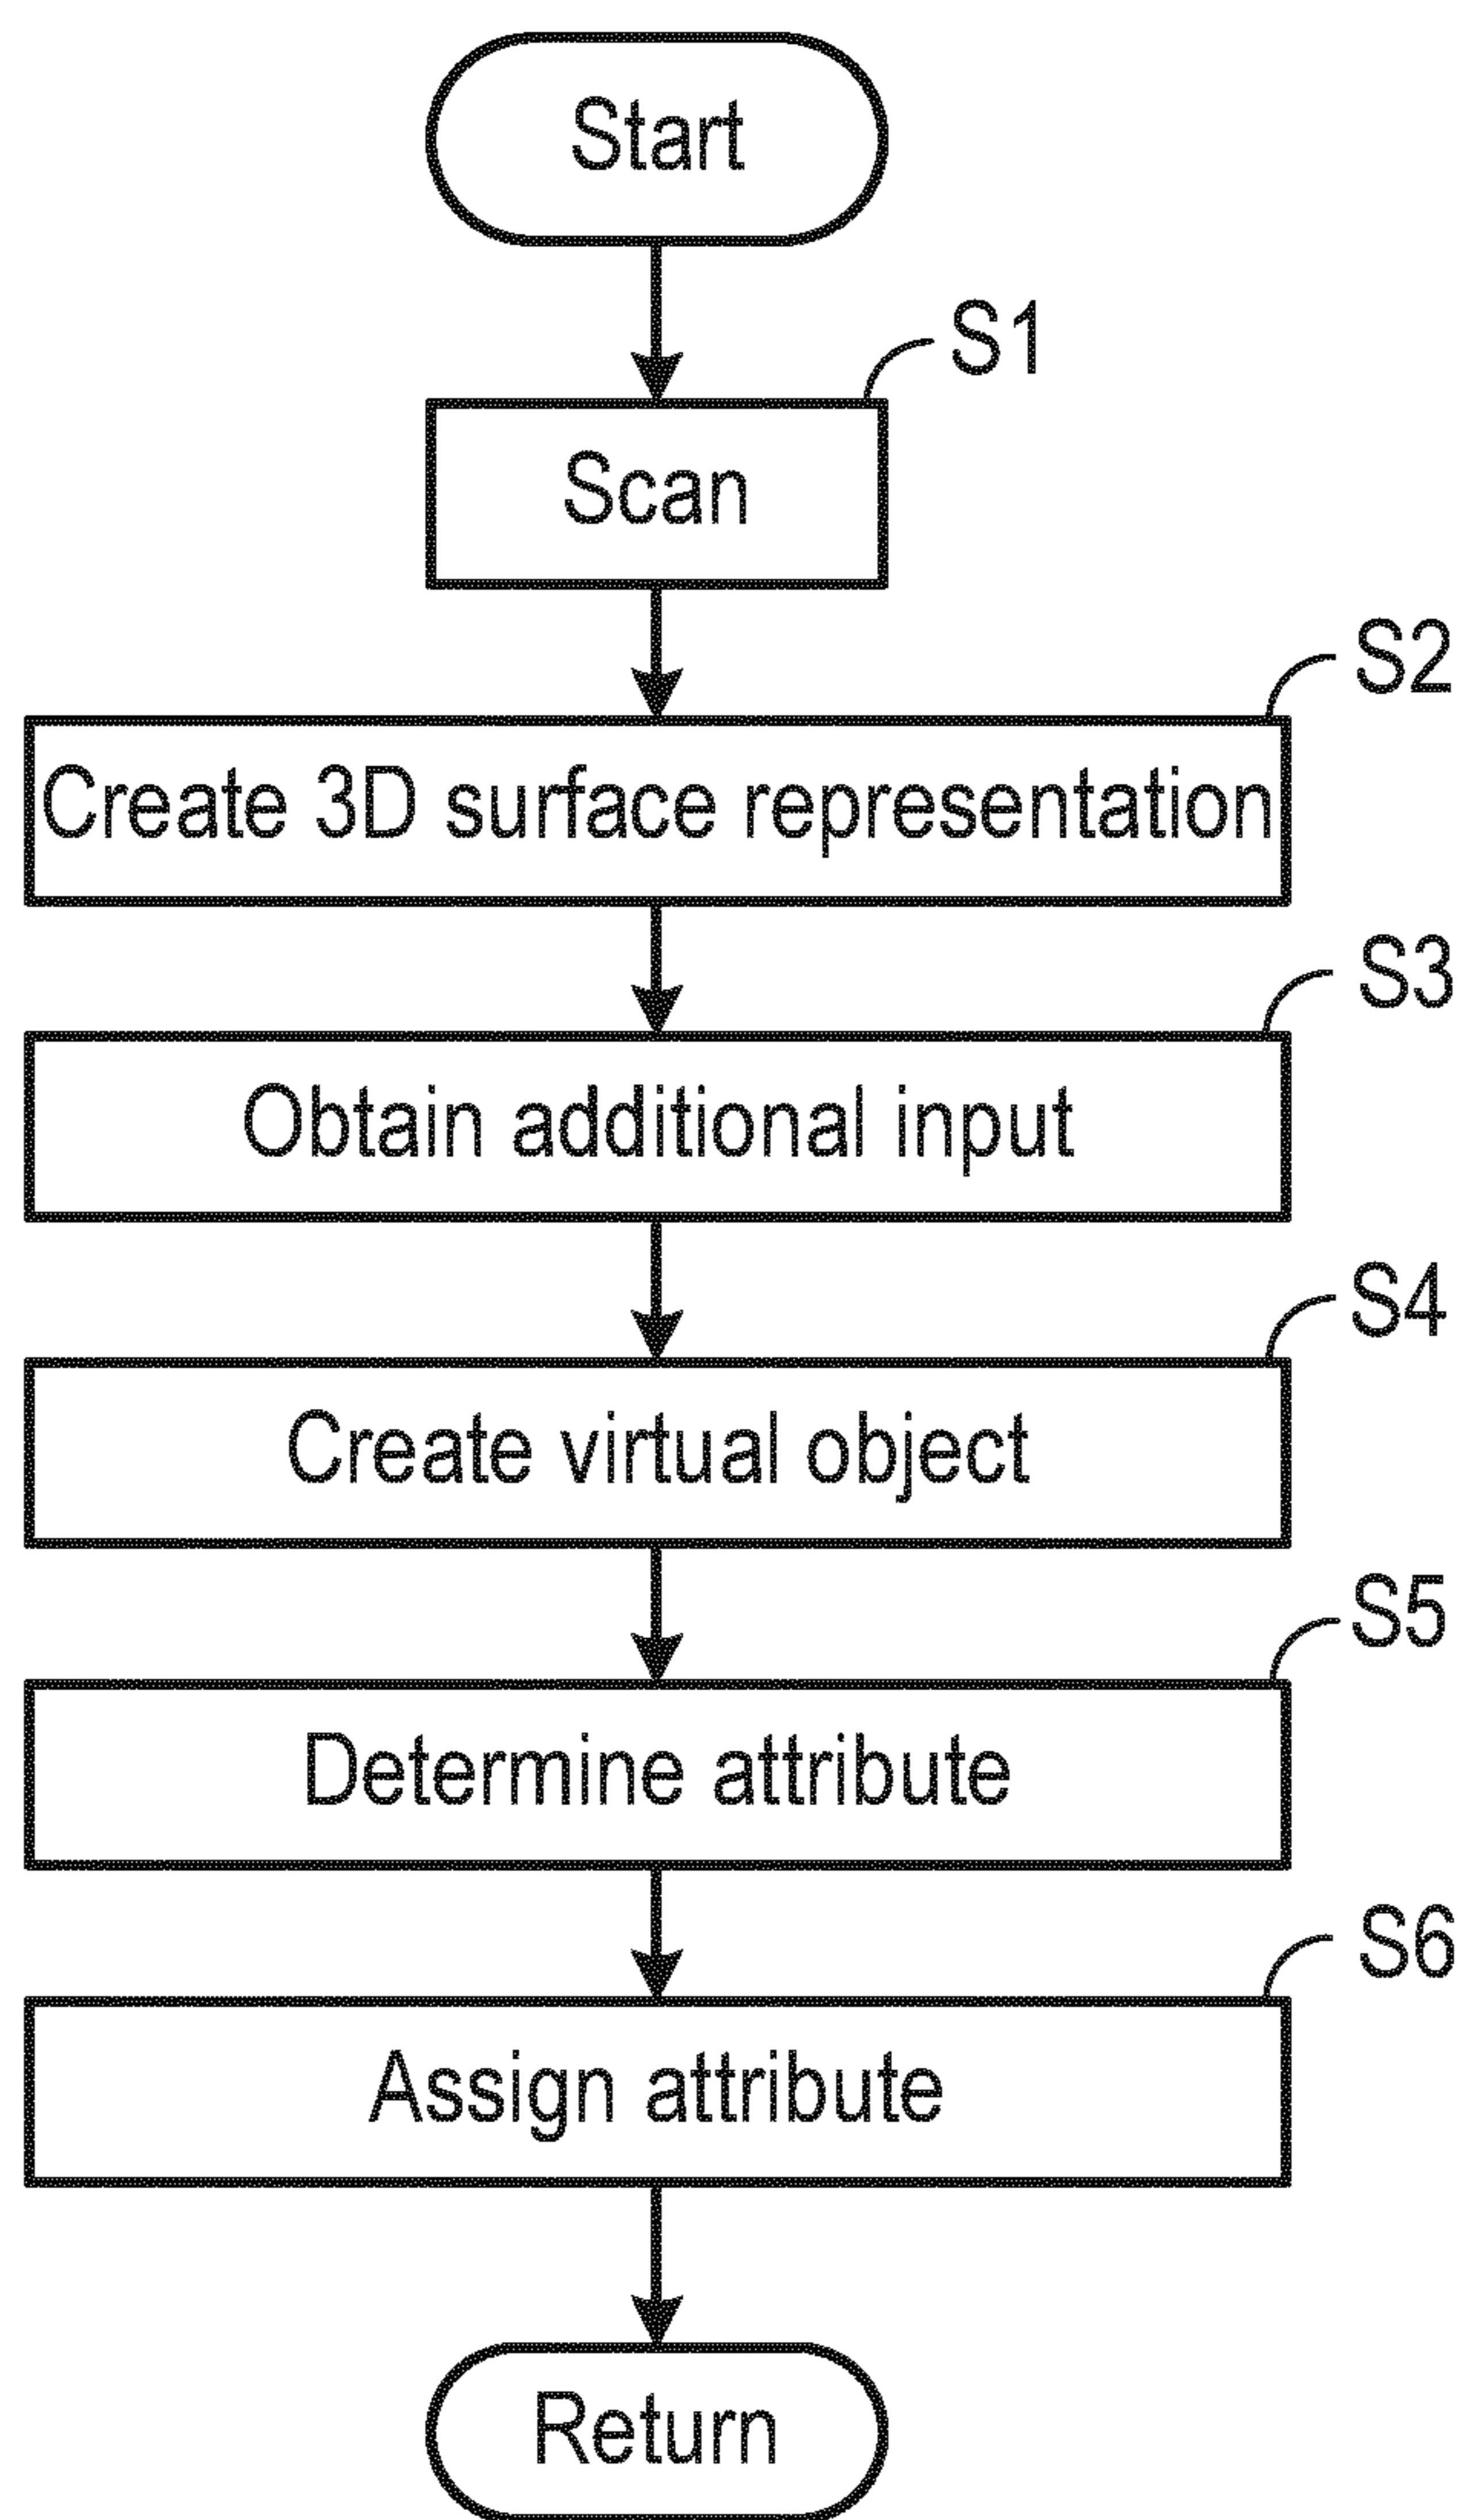 Start
S1
Scan
S2
Create 3D surface representation
S3
Obtain additional input
S4
Create virtual object
S5
Determine attribute
S6
Assign attribute
Return